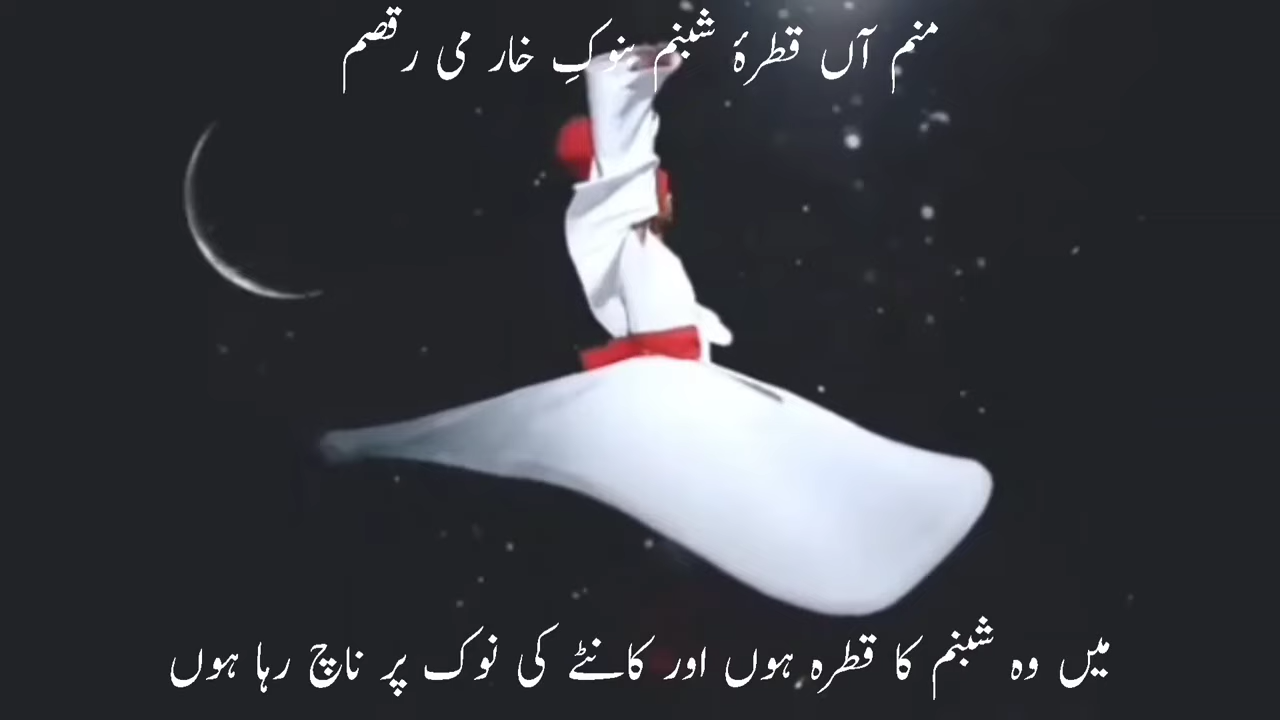 منم آں قطرۂ شبنم بنوکِ خار می رقصم
میں وہ شبنم کا قطرہ ہوں اور کانٹے کی نوک پر ناچ رہا ہوں